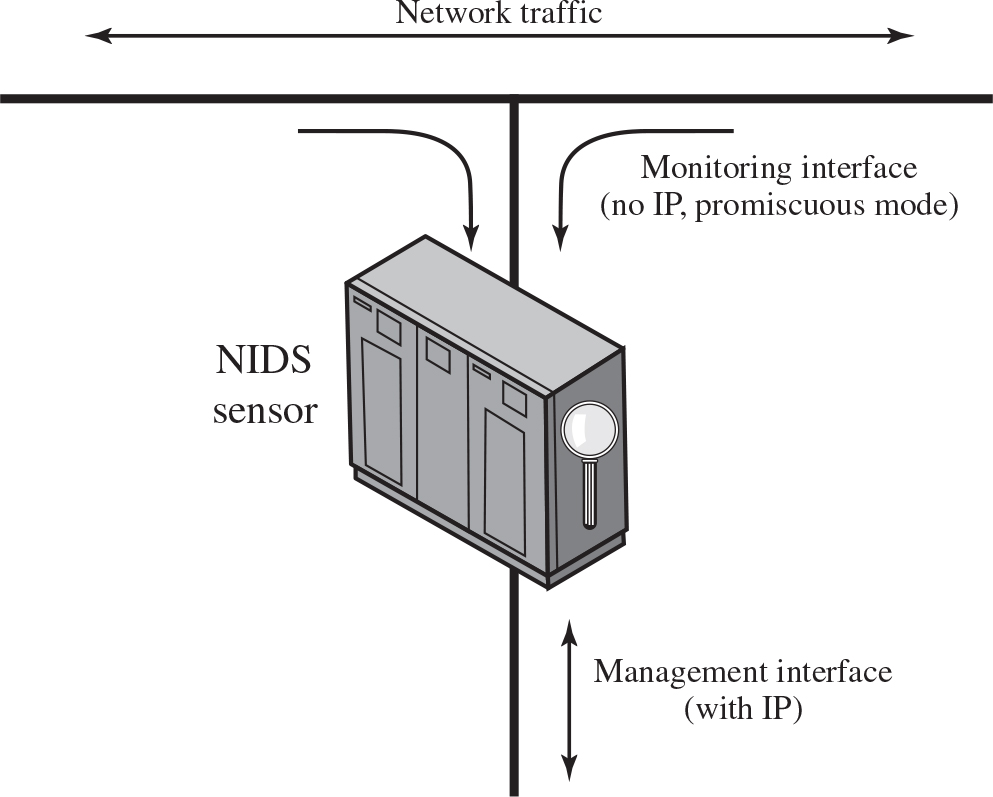 Network traffic
Monitoring interface
(no IP, promiscuous mode)
NIDS
sensor
Management interface
(with IP)